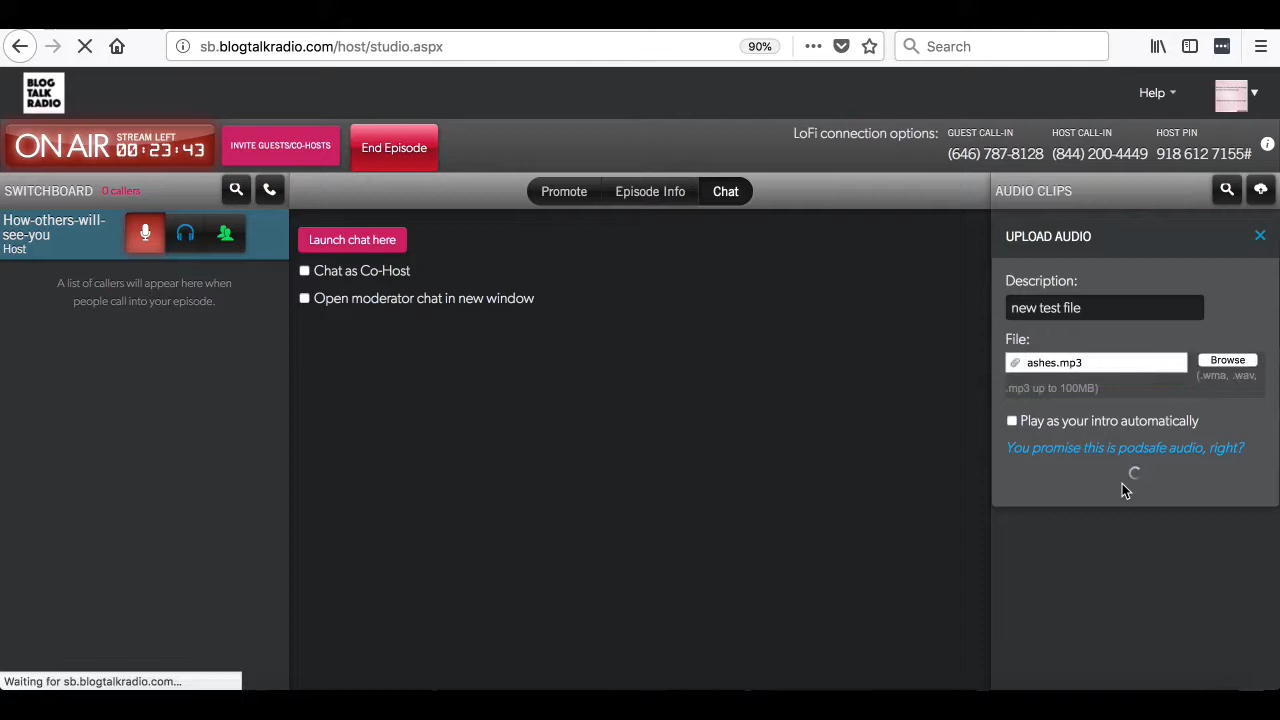 sb.blogtalkradio.com/host/studio.aspx
90%
Search
BLOG
TALK
RADIO
Help
ON AIR
STREAM LEFT
00:23:43
INVITE GUESTS/CO-HOSTS
End Episode
LoFi connection options:
GUEST CALL-IN
(646) 787-8128
HOST CALL-IN
(844) 200-4449
HOST PIN
918 612 7155#
SWITCHBOARD 0 callers
Promote
Episode Info
Chat
AUDIO CLIPS
How-others-will-
see-you
Host
A list of callers will appear here when
people call into your episode.
Launch chat here
Chat as Co-Host
Open moderator chat in new window
UPLOAD AUDIO
Description:
new test file
File:
ashes.mp3
Browse
(.wma, .wav,
.mp3 up to 100MB)
Play as your intro automatically
You promise this is podsafe audio, right?
Waiting for sb.blogtalkradio.com...